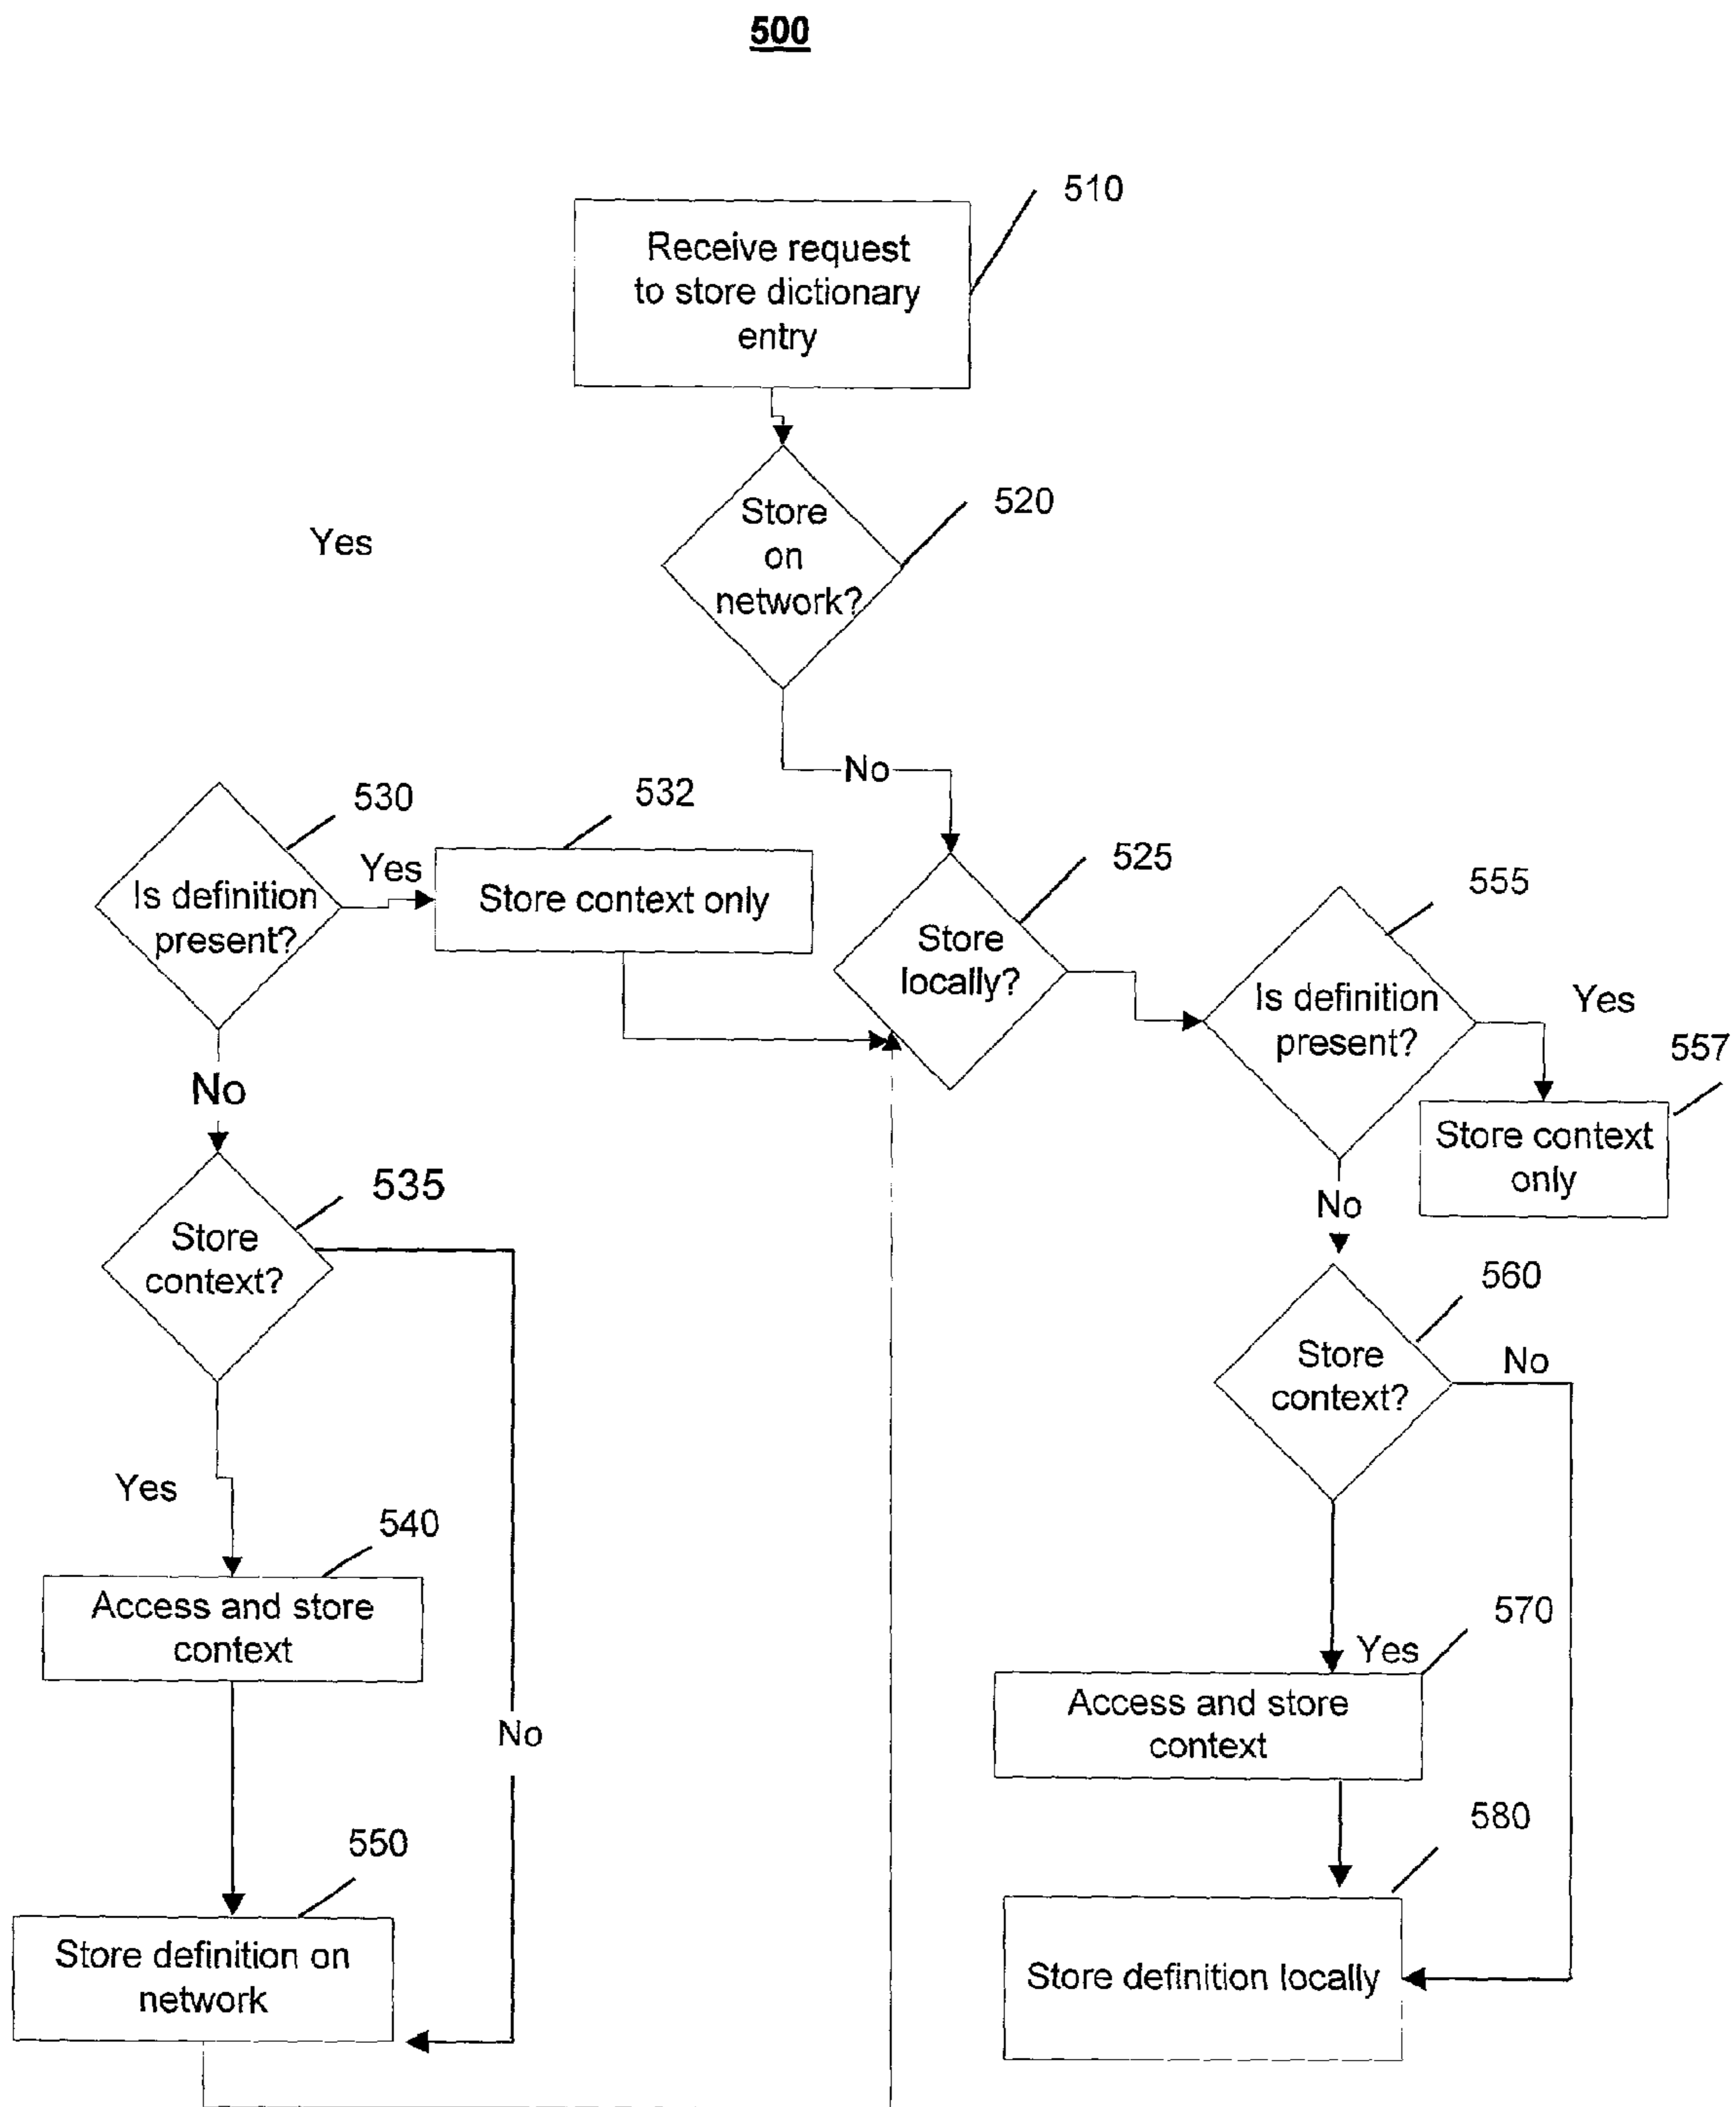 500
510
Receive request
to store dictionary
entry
520
Store
on
network?
Yes
No
530
532
Yes
Is definition
present?
Store context only
525
Store
locally?
555
Is definition
present?
Yes
557
Store context
only
No
No
535
Store
context?
560
Store
context?
No
Yes
540
Access and store
context
No
570
Yes
Access and store
context
550
Store definition on
network
580
Store definition locally